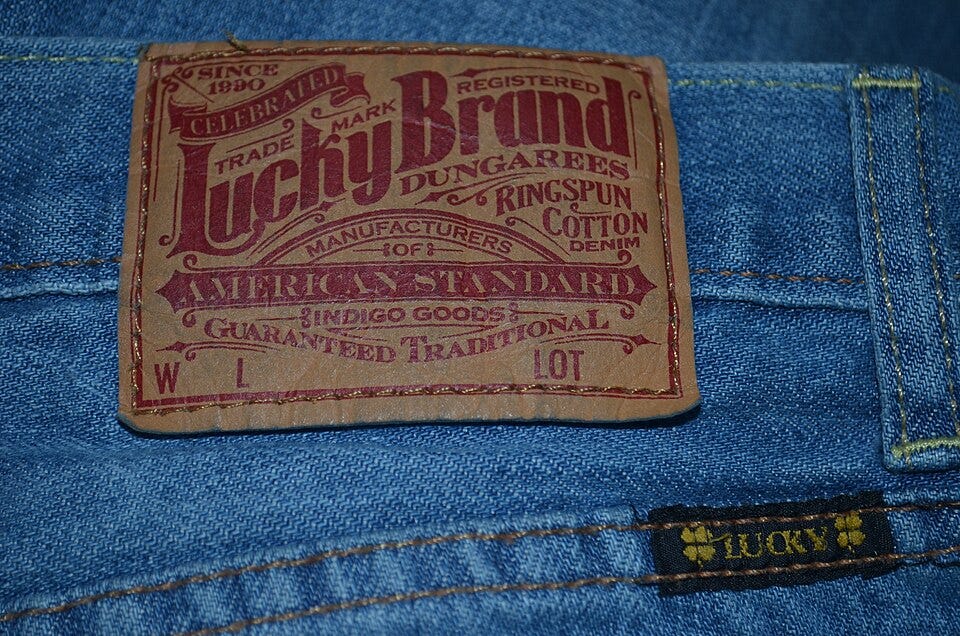 SINCE
1990
CELEBRATED
TRADE MARK REGISTERED
Lucky Brand
DUNGAREES
RINGSPUN
COTTON
DENIM
MANUFACTURERS
OF
AMERICAN STANDARD
INDIGO GOODS
GUARANTEED TRADITIONAL
W L LOT
LUCKY